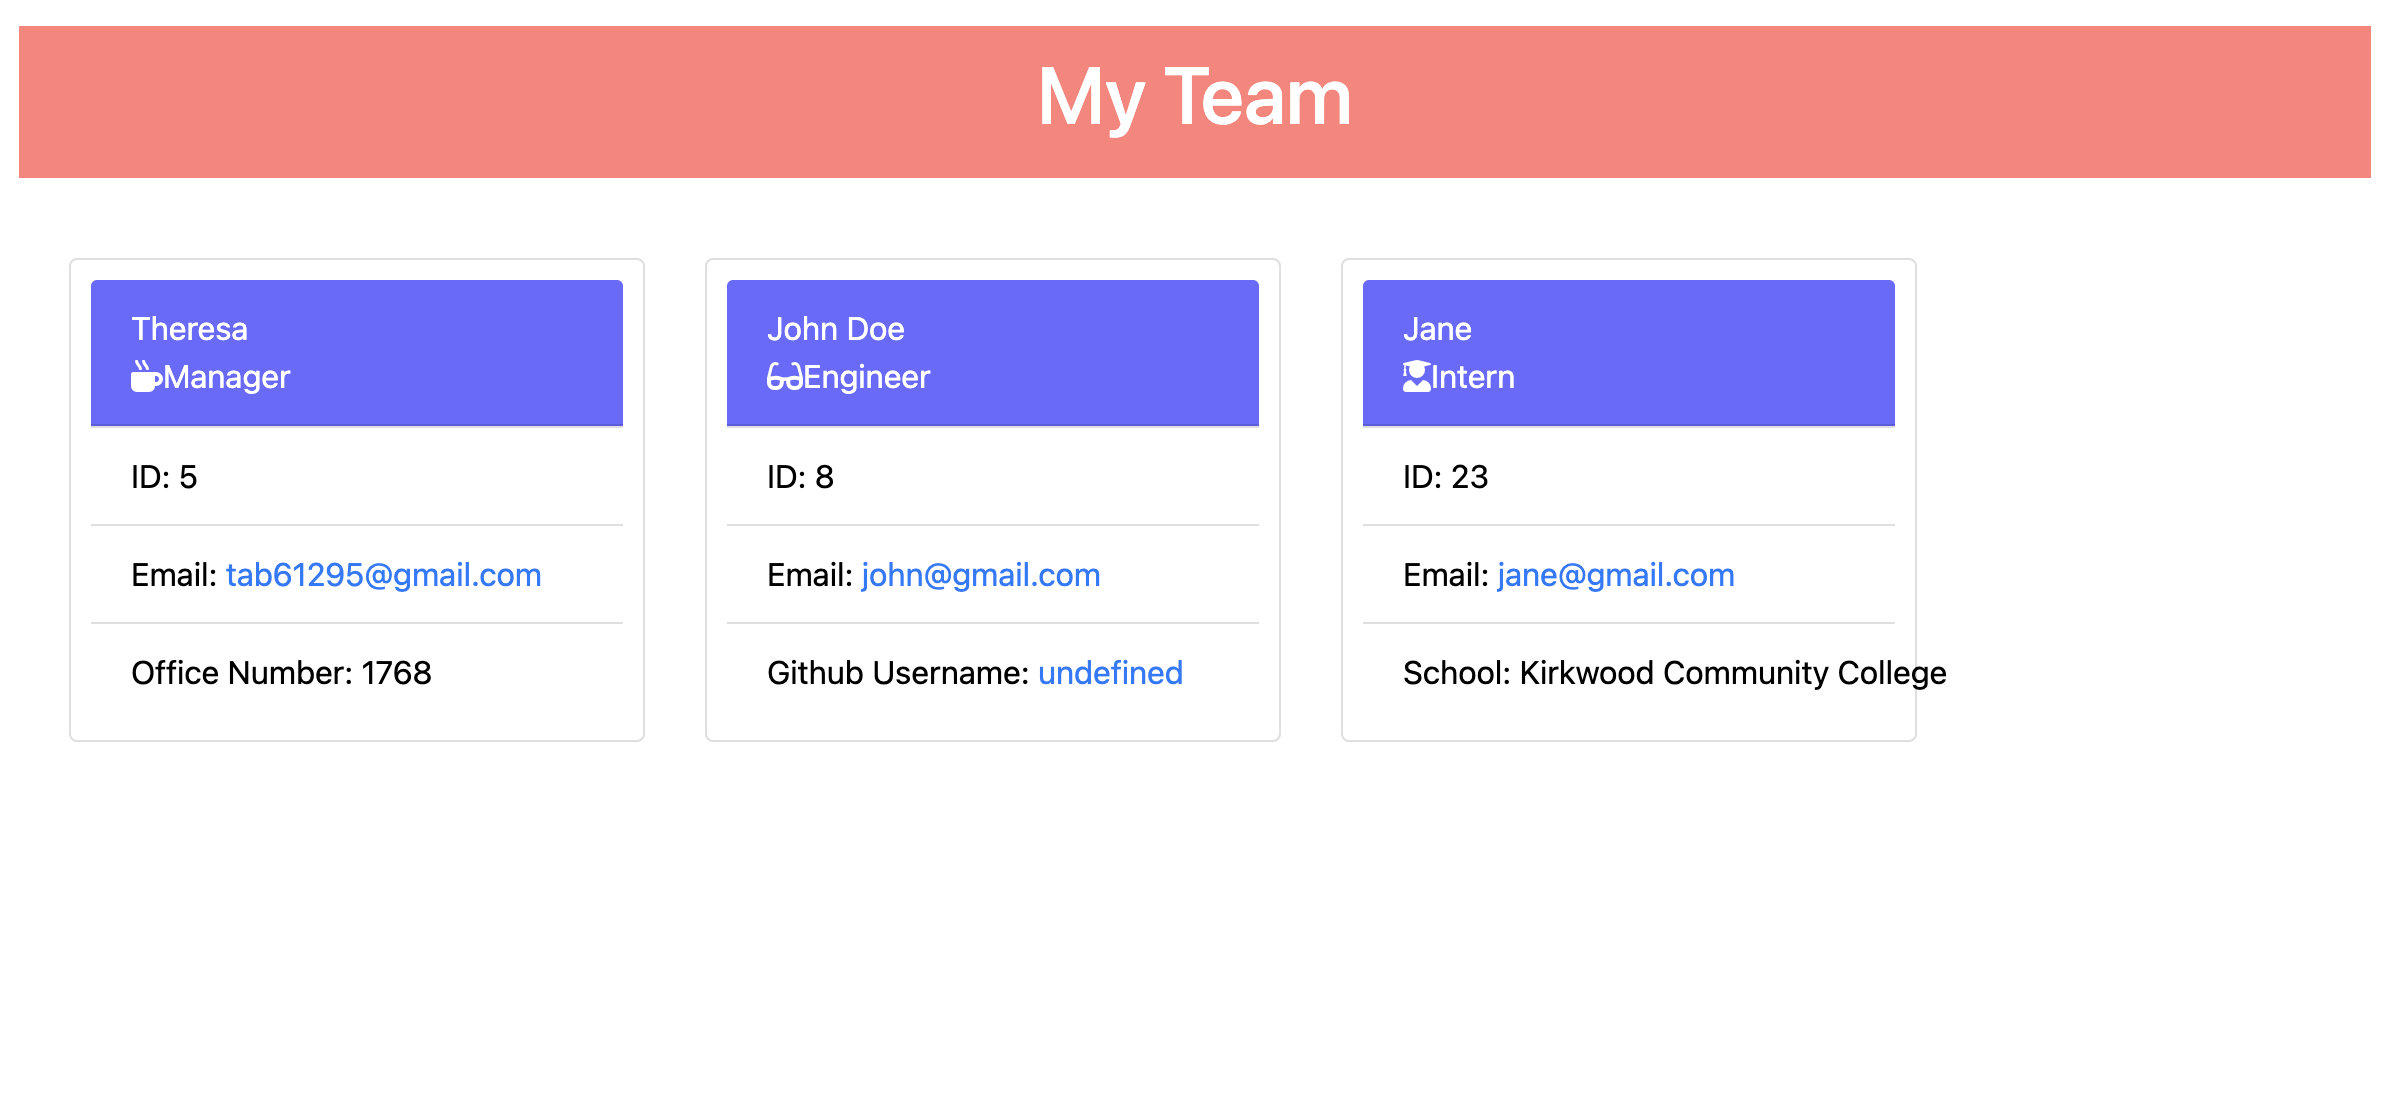 My Team
Theresa
Manager
ID: 5
Email: tab61295@gmail.com
Office Number: 1768
John Doe
Engineer
ID: 8
Email: john@gmail.com
Github Username: undefined
Jane
Intern
ID: 23
Email: jane@gmail.com
School: Kirkwood Community College